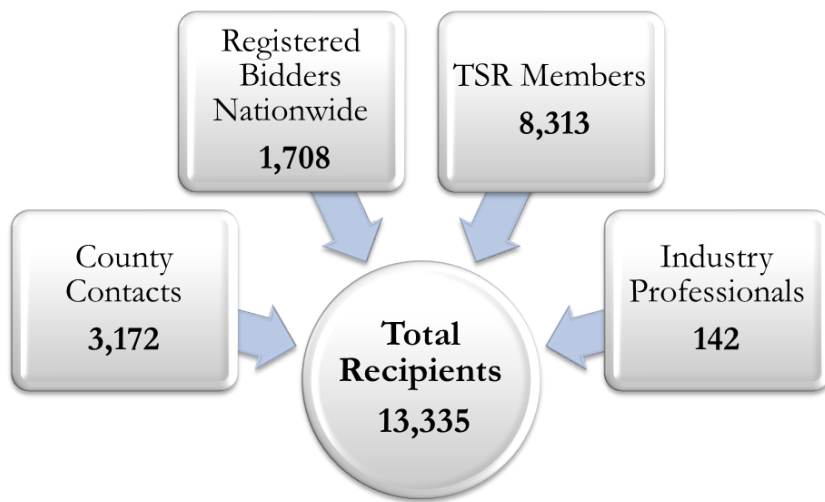 Registered
Bidders
Nationwide
1,708
TSR Members
8,313
County
Contacts
3,172
Industry
Professionals
142
Total
Recipients
13,335